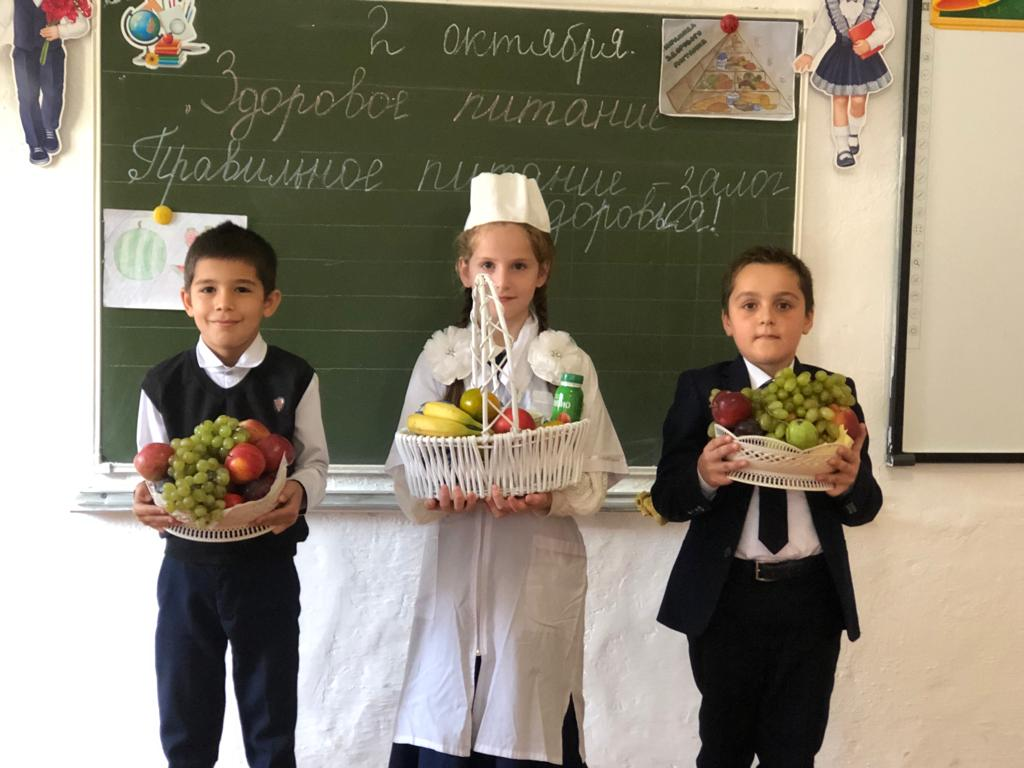 2 октября.
Здоровое питание
Правильное питание – залог
здоровья!